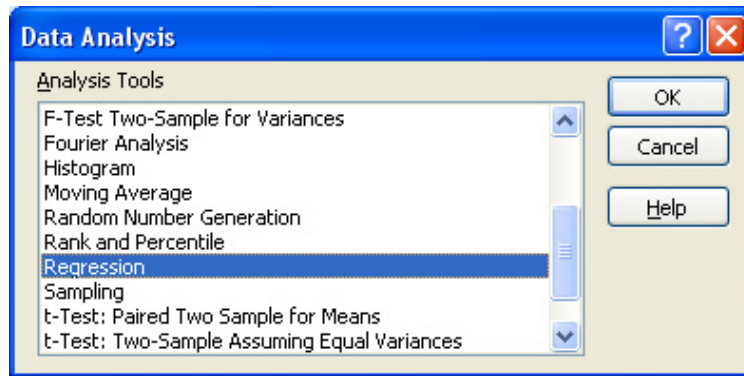 Data Analysis
Analysis Tools
F-Test Two-Sample for Variances
Fourier Analysis
Histogram
Moving Average
Random Number Generation
Rank and Percentile
Regression
Sampling
t-Test: Paired Two Sample for Means
t-Test: Two-Sample Assuming Equal Variances
OK
Cancel
Help